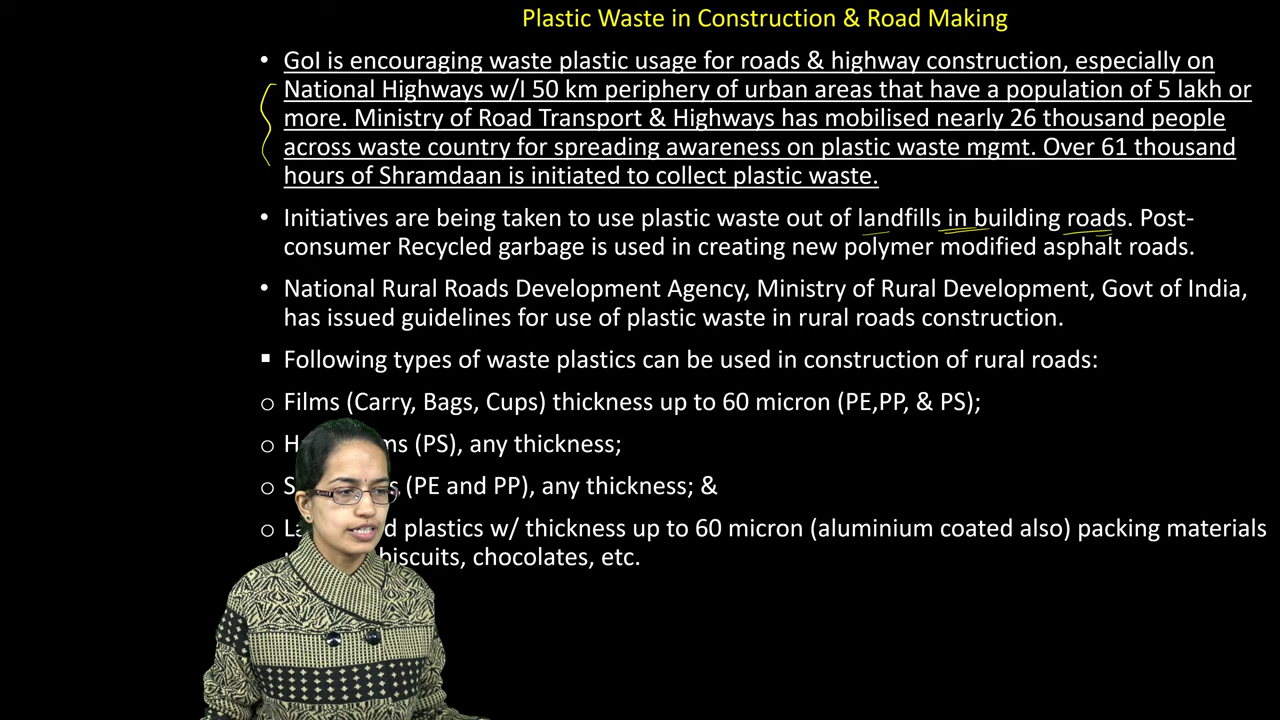 Plastic Waste in Construction & Road Making
• GoI is encouraging waste plastic usage for roads & highway construction, especially on
National Highways w/I 50 km periphery of urban areas that have a population of 5 lakh or
more. Ministry of Road Transport & Highways has mobilised nearly 26 thousand people
across waste country for spreading awareness on plastic waste mgmt. Over 61 thousand
hours of Shramdaan is initiated to collect plastic waste.
• Initiatives are being taken to use plastic waste out of landfills in building roads. Post-
consumer Recycled garbage is used in creating new polymer modified asphalt roads.
• National Rural Roads Development Agency, Ministry of Rural Development, Govt of India,
has issued guidelines for use of plastic waste in rural roads construction.
▪ Following types of waste plastics can be used in construction of rural roads:
o Films (Carry, Bags, Cups) thickness up to 60 micron (PE,PP, & PS);
o (PS), any thickness;
o (PE and PP), any thickness; &
o plastics w/ thickness up to 60 micron (aluminium coated also) packing materials
biscuits, chocolates, etc.